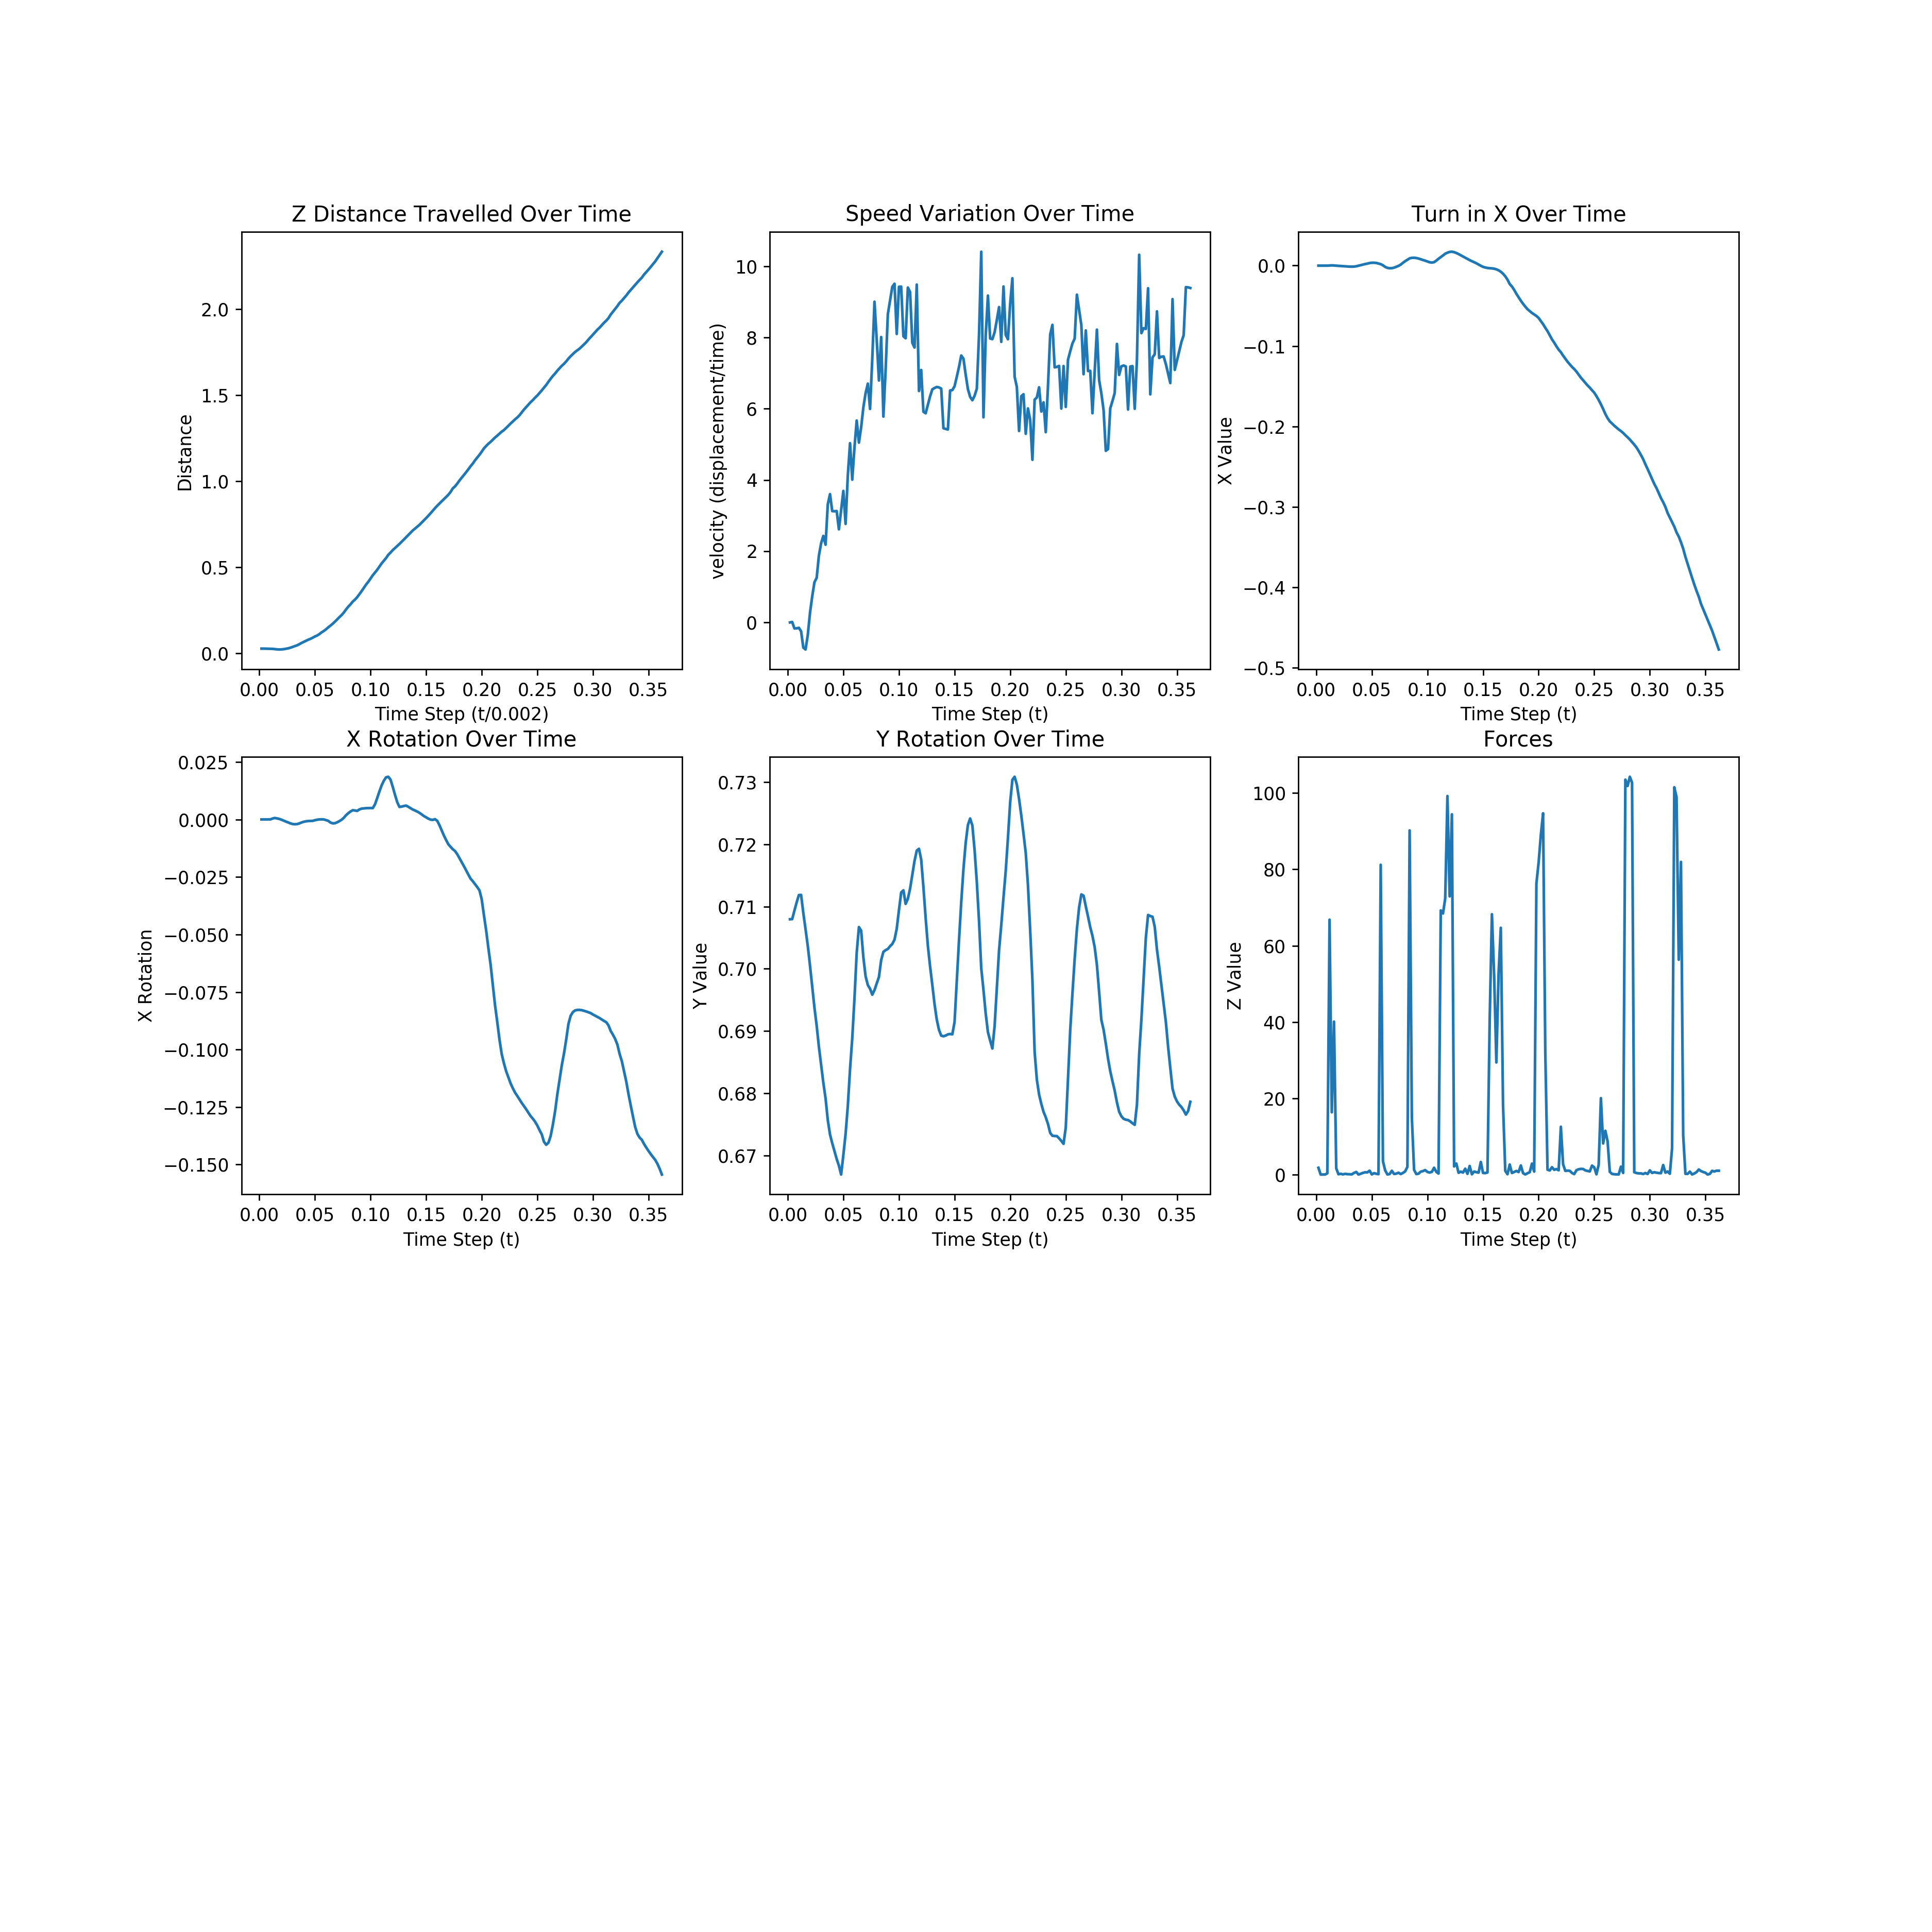 Z Distance Travelled Over Time
Distance
2.0
1.5
1.0
0.5
0.0
0.00 0.05 0.10 0.15 0.20 0.25 0.30 0.35
Time Step (t/0.002)
Speed Variation Over Time
velocity (displacement/time)
10
8
6
4
2
0
0.00 0.05 0.10 0.15 0.20 0.25 0.30 0.35
Time Step (t)
Turn in X Over Time
X Value
0.0
−0.1
−0.2
−0.3
−0.4
−0.5
0.00 0.05 0.10 0.15 0.20 0.25 0.30 0.35
Time Step (t)
X Rotation Over Time
X Rotation
0.025
0.000
−0.025
−0.050
−0.075
−0.100
−0.125
−0.150
0.00 0.05 0.10 0.15 0.20 0.25 0.30 0.35
Time Step (t)
Y Rotation Over Time
Y Value
0.73
0.72
0.71
0.70
0.69
0.68
0.67
0.00 0.05 0.10 0.15 0.20 0.25 0.30 0.35
Time Step (t)
Forces
Z Value
100
80
60
40
20
0
0.00 0.05 0.10 0.15 0.20 0.25 0.30 0.35
Time Step (t)